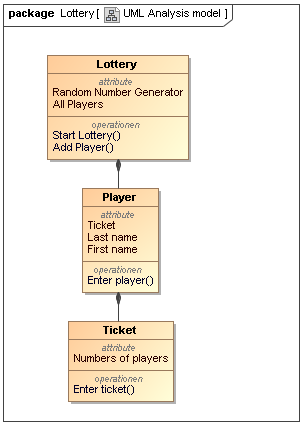 package Lottery [ UML Analysis model ]
Lottery
attribute
Random Number Generator
All Players
operationen
Start Lottery()
Add Player()
Player
attribute
Ticket
Last name
First name
operationen
Enter player()
Ticket
attribute
Numbers of players
operationen
Enter ticket()